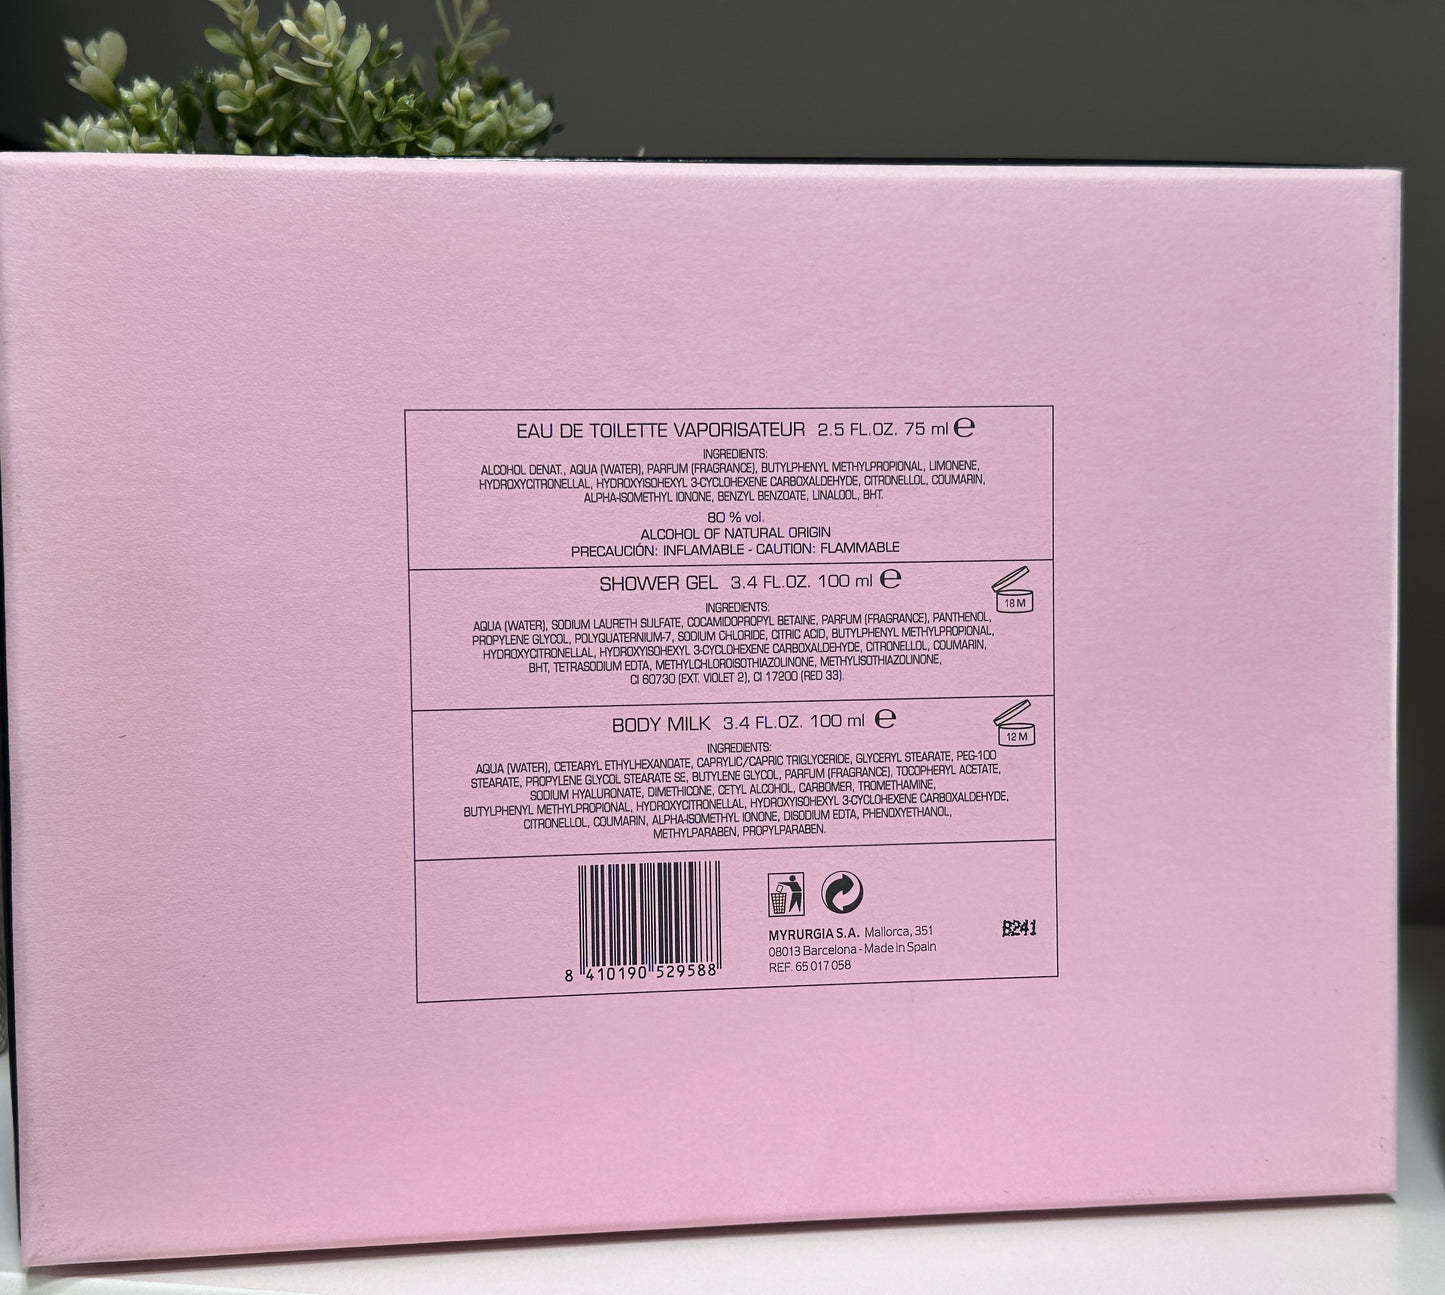 EAU DE TOILETTE VAPORISATEUR 2.5 FL.OZ. 75 ml ℮
INGREDIENTS:
ALCOHOL DENAT., AQUA (WATER), PARFUM (FRAGRANCE), BUTYLPHENYL METHYLPROPIONAL, LIMONENE,
HYDROXYCITRONELLAL, HYDROXYISOHEXYL 3-CYCLOHEXENE CARBOXALDEHYDE, CITRONELLOL, COUMARIN,
ALPHA-ISOMETHYL IONONE, BENZYL BENZOATE, LINALOOL, BHT.
80 % vol.
ALCOHOL OF NATURAL ORIGIN
PRECAUCIÓN: INFLAMABLE - CAUTION: FLAMMABLE
SHOWER GEL 3.4 FL.OZ. 100 ml ℮
18 M
INGREDIENTS:
AQUA (WATER), SODIUM LAURETH SULFATE, COCAMIDOPROPYL BETAINE, PARFUM (FRAGRANCE), PANTHENOL,
PROPYLENE GLYCOL, POLYQUATERNIUM-7, SODIUM CHLORIDE, CITRIC ACID, BUTYLPHENYL METHYLPROPIONAL,
HYDROXYCITRONELLAL, HYDROXYISOHEXYL 3-CYCLOHEXENE CARBOXALDEHYDE, CITRONELLOL, COUMARIN,
BHT, TETRASODIUM EDTA, METHYLCHLOROISOTHIAZOLINONE, METHYLISOTHIAZOLINONE,
CI 60730 (EXT. VIOLET 2), CI 17200 (RED 33).
BODY MILK 3.4 FL.OZ. 100 ml ℮
12 M
INGREDIENTS:
AQUA (WATER), CETEARYL ETHYLHEXANOATE, CAPRYLIC/CAPRIC TRIGLYCERIDE, GLYCERYL STEARATE, PEG-100
STEARATE, PROPYLENE GLYCOL STEARATE SE, BUTYLENE GLYCOL, PARFUM (FRAGRANCE), TOCOPHERYL ACETATE,
SODIUM HYALURONATE, DIMETHICONE, CETYL ALCOHOL, CARBOMER, TROMETHAMINE,
BUTYLPHENYL METHYLPROPIONAL, HYDROXYCITRONELLAL, HYDROXYISOHEXYL 3-CYCLOHEXENE CARBOXALDEHYDE,
CITRONELLOL, COUMARIN, ALPHA-ISOMETHYL IONONE, DISODIUM EDTA, PHENOXYETHANOL,
METHYLPARABEN, PROPYLPARABEN.
8 410190 529588
MYRURGIA S.A. Mallorca, 351
08013 Barcelona - Made in Spain
REF. 65 017 058
8241